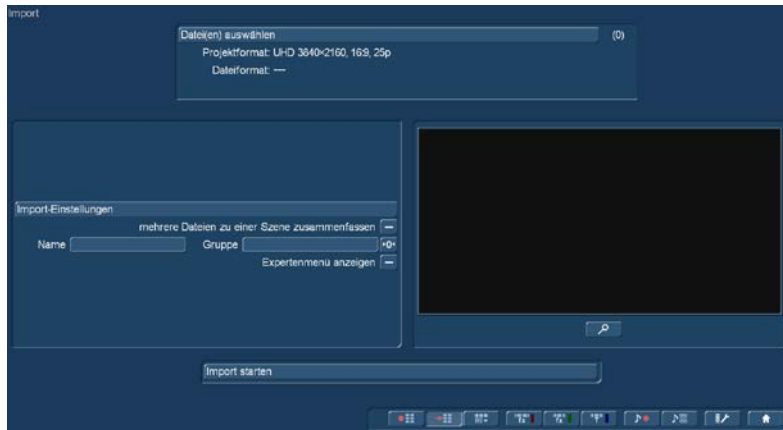 Import
Datei(en) auswählen (0)
Projektformat: UHD 3840×2160, 16:9, 25p
Dateiformat: ---
Import-Einstellungen
mehrere Dateien zu einer Szene zusammenfassen
Name Gruppe •0•
Expertenmenü anzeigen
Import starten